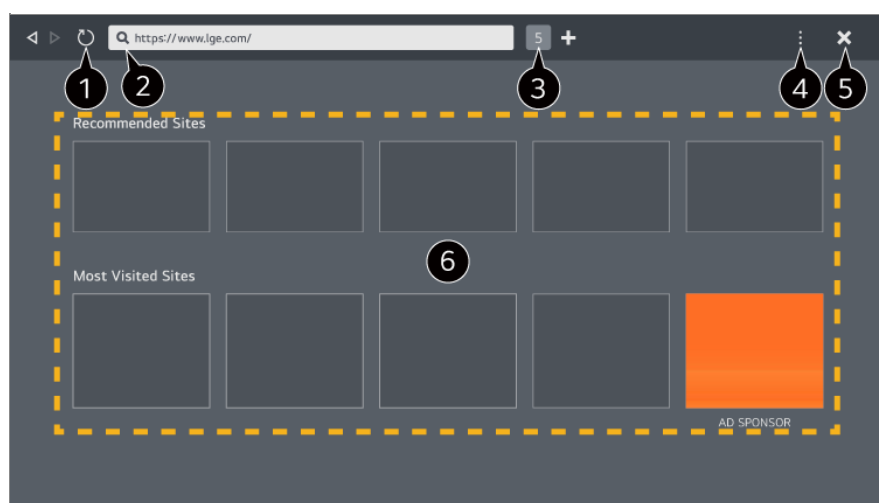 https://www.lge.com/ 5
1 2 3 4 5
Recommended Sites
6
Most Visited Sites
AD SPONSOR